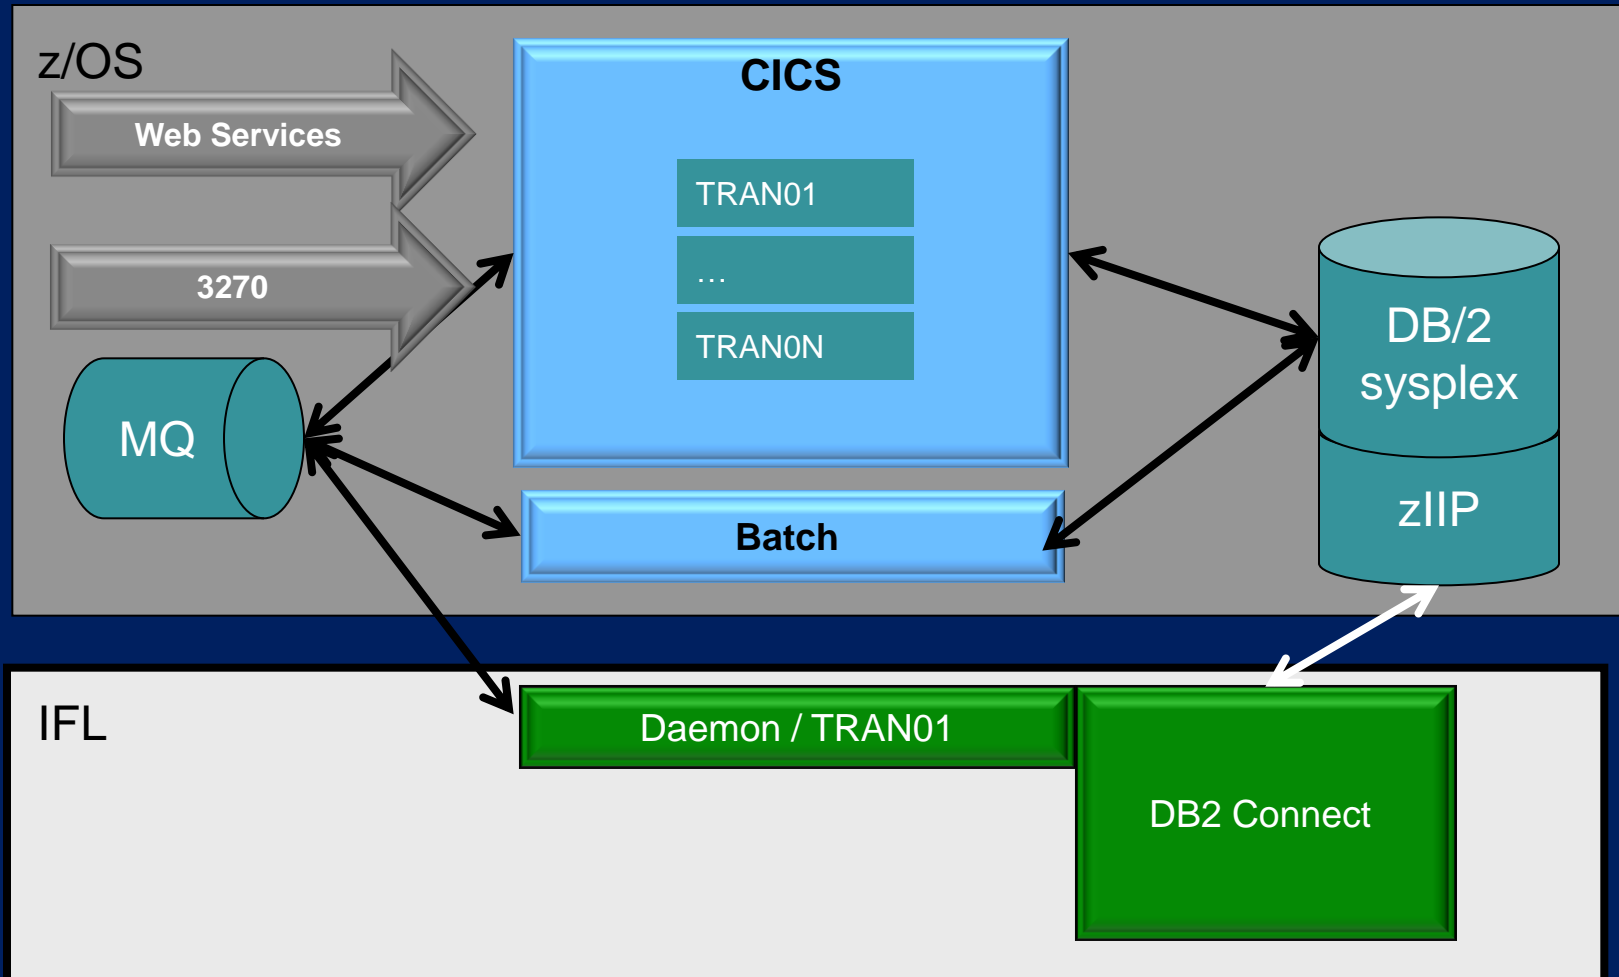 z/OS
Web Services
3270
MQ
CICS
TRAN01
...
TRAN0N
Batch
DB/2
sysplex
zIIP
IFL
Daemon / TRAN01
DB2 Connect